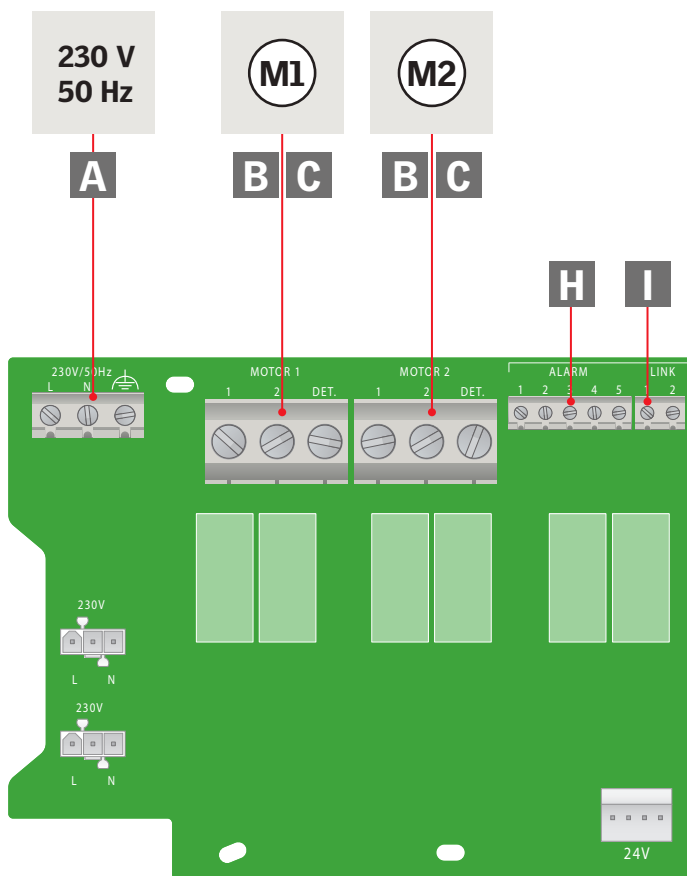 230 V
50 Hz
M1
M2
A
B C
B C
H
I
230V/50Hz
MOTOR 1
MOTOR 2
ALARM
LINK
L N
1 2 DET.
1 2 DET.
1 2 3 4 5
1 2
230V
L N
230V
L N
24V